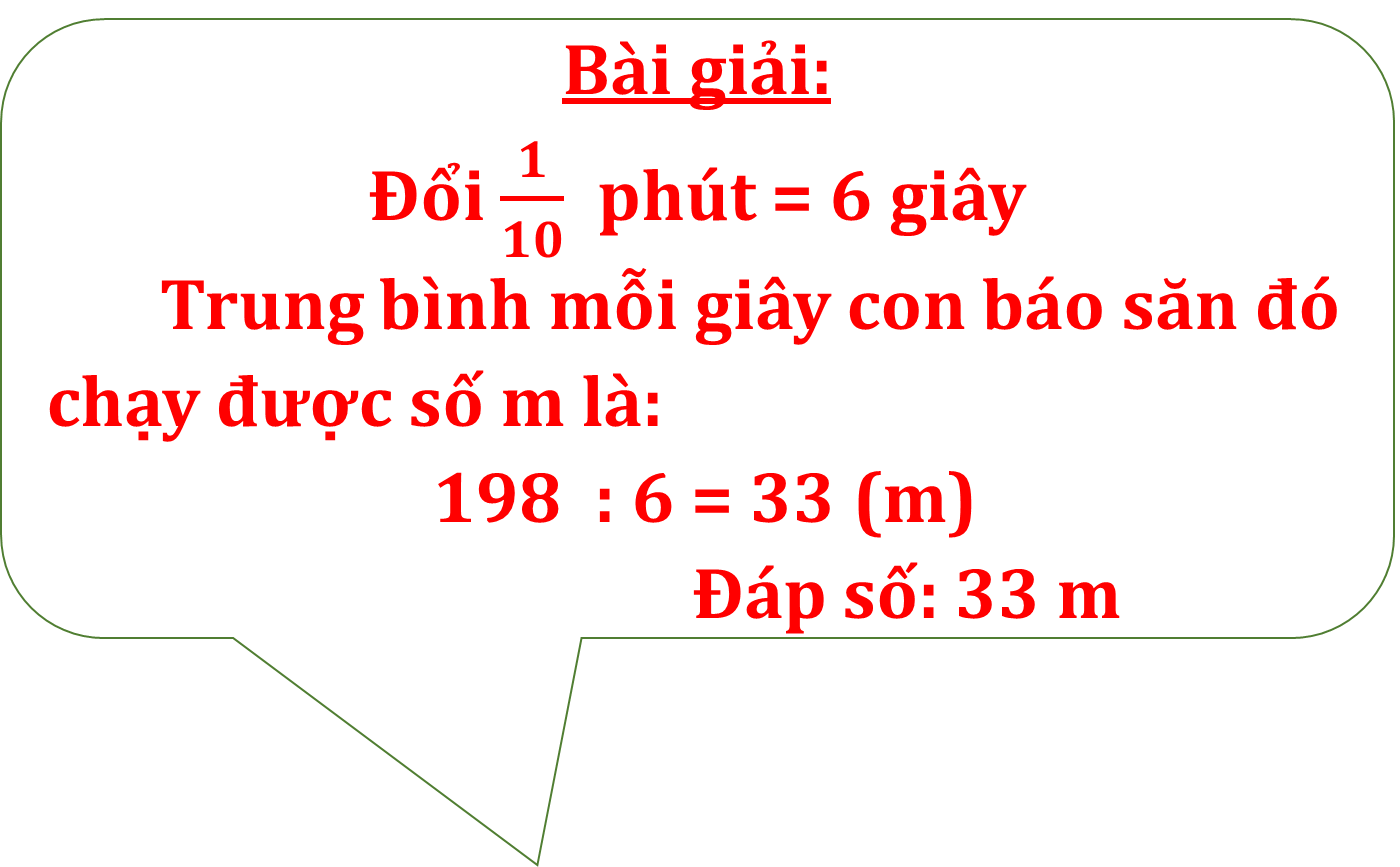 Bài giải:
Đổi 1/10 phút = 6 giây
Trung bình mỗi giây con báo săn đó
chạy được số m là:
198 : 6 = 33 (m)
Đáp số: 33 m